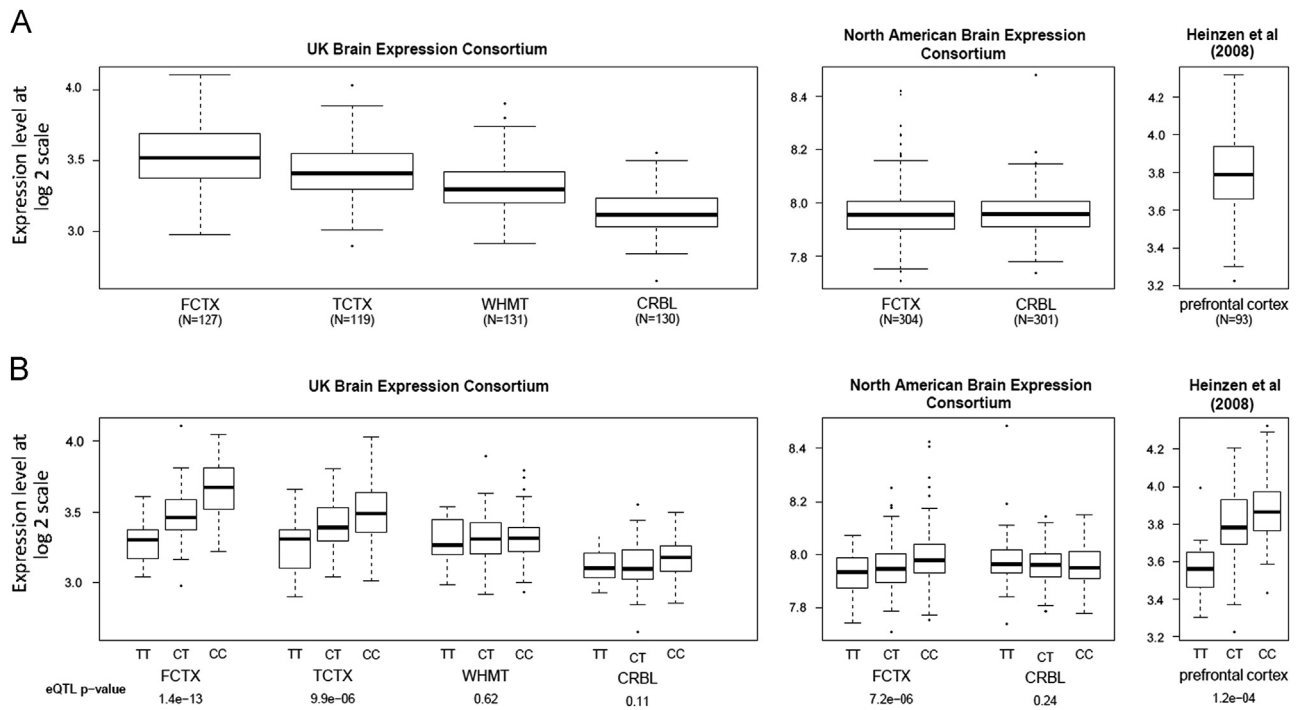 A
UK Brain Expression Consortium
North American Brain Expression
Consortium
Heinzen et al
(2008)
Expression level at
log 2 scale
4.0
3.5
3.0
8.4
8.2
8.0
7.8
4.2
4.0
3.8
3.6
3.4
3.2
FCTX
(N=127)
TCTX
(N=119)
WHMT
(N=131)
CRBL
(N=130)
FCTX
(N=304)
CRBL
(N=301)
prefrontal cortex
(N=93)
B
UK Brain Expression Consortium
North American Brain Expression
Consortium
Heinzen et al
(2008)
Expression level at
log 2 scale
4.0
3.5
3.0
8.4
8.2
8.0
7.8
4.2
4.0
3.8
3.6
3.4
3.2
TT CT CC TT CT CC TT CT CC TT CT CC TT CT CC TT CT CC TT CT CC
FCTX TCTX WHMT CRBL FCTX CRBL prefrontal cortex
eQTL p-value 1.4e−13 9.9e−06 0.62 0.11 7.2e−06 0.24 1.2e−04